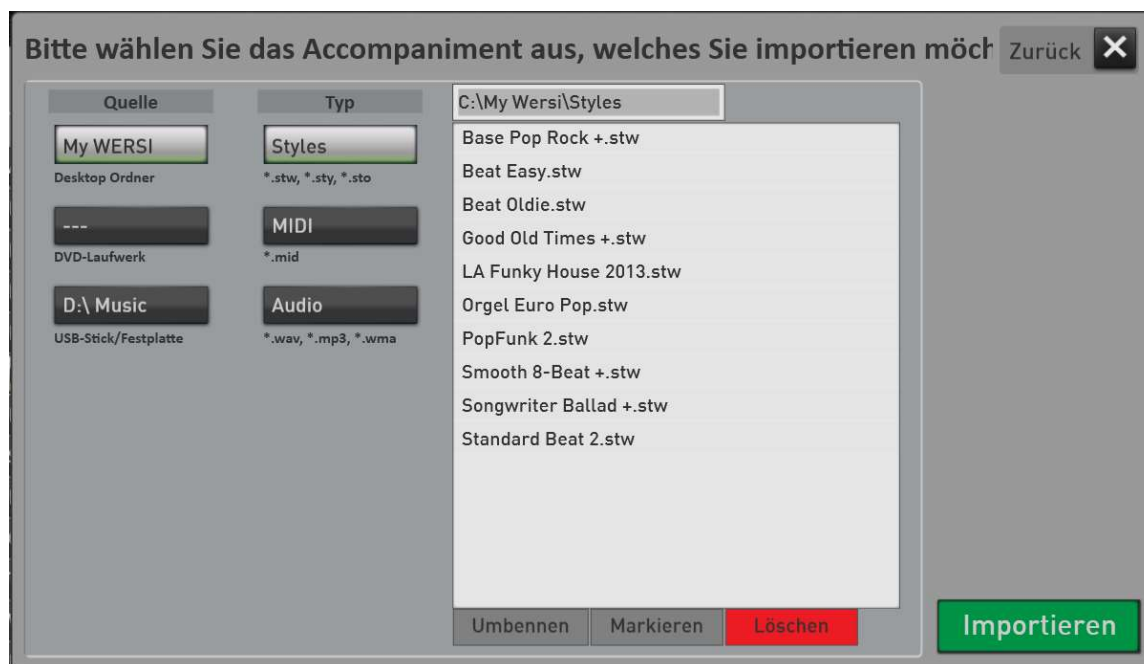 Bitte wählen Sie das Accompaniment aus, welches Sie importieren möch
Zurück
Quelle
My WERSI
Desktop Ordner
---
DVD-Laufwerk
D:\ Music
USB-Stick/Festplatte
Typ
Styles
*.stw, *.sty, *.sto
MIDI
*.mid
Audio
*.wav, *.mp3, *.wma
C:\My Wersi\Styles
Base Pop Rock +.stw
Beat Easy.stw
Beat Oldie.stw
Good Old Times +.stw
LA Funky House 2013.stw
Orgel Euro Pop.stw
PopFunk 2.stw
Smooth 8-Beat +.stw
Songwriter Ballad +.stw
Standard Beat 2.stw
Umbennen
Markieren
Löschen
Importieren